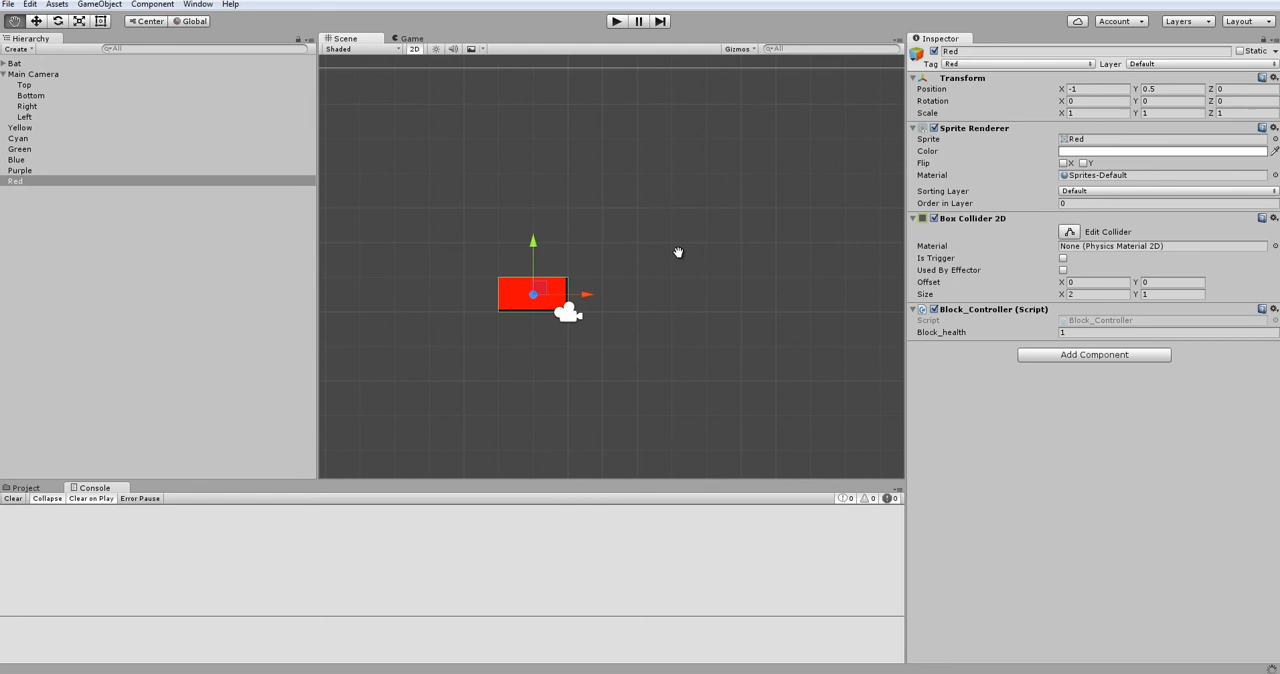 File Edit Assets GameObject Component Window Help
Center Global Account Layers Layout
Hierarchy
Create All
Bat
Main Camera
Top
Bottom
Right
Left
Yellow
Cyan
Green
Blue
Purple
Red
Scene Game
Shaded 2D Gizmos All
Inspector
Red Static
Tag Red Layer Default
Transform
Position X -1 Y 0.5 Z 0
Rotation X 0 Y 0 Z 0
Scale X 1 Y 1 Z 1
Sprite Renderer
Sprite Red
Color
Flip X Y
Material Sprites-Default
Sorting Layer Default
Order in Layer 0
Box Collider 2D
Edit Collider
Material None (Physics Material 2D)
Is Trigger
Used By Effector
Offset X 0 Y 0
Size X 2 Y 1
Block_Controller (Script)
Script Block_Controller
Block_health 1
Add Component
Project Console
Clear Collapse Clear on Play Error Pause 0 0 0